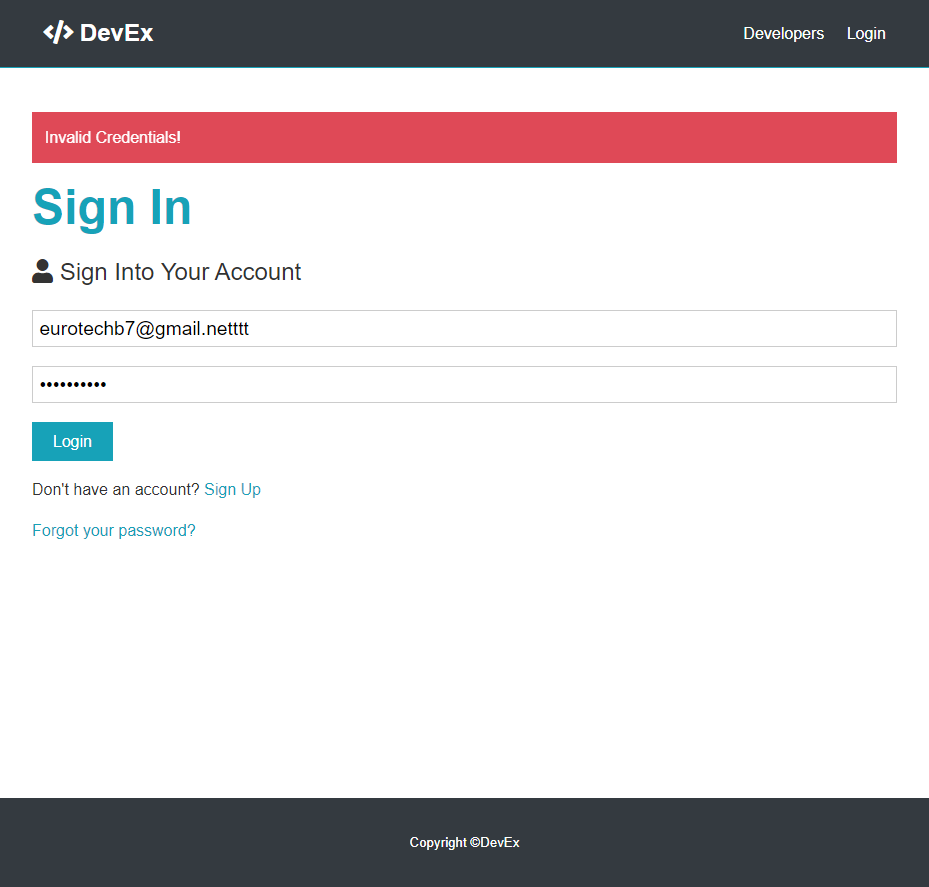 DevEx
Developers Login
Invalid Credentials!
Sign In
Sign Into Your Account
eurotechb7@gmail.netttt
••••••••••
Login
Don't have an account? Sign Up
Forgot your password?
Copyright ©DevEx